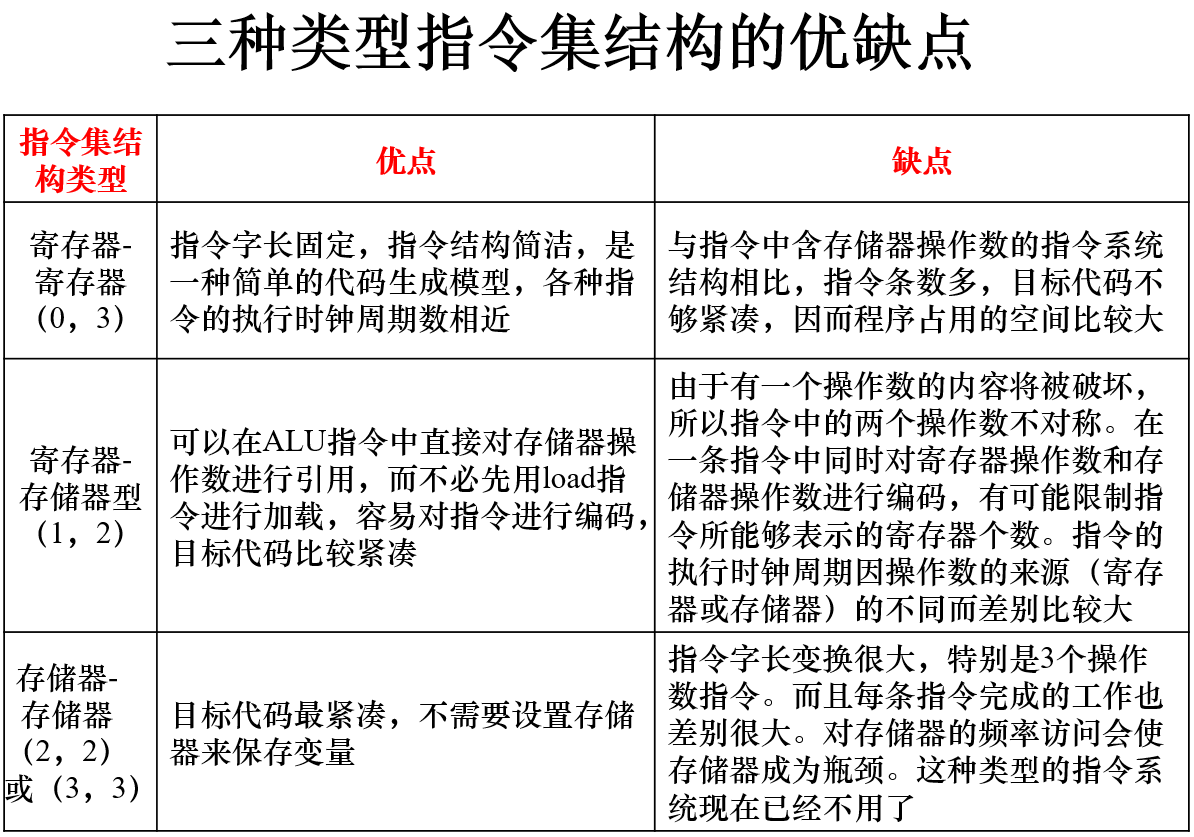 三种类型指令集结构的优缺点
指令集结
构类型
优点
缺点
寄存器-
寄存器
（0，3）
指令字长固定，指令结构简洁，是
一种简单的代码生成模型，各种指
令的执行时钟周期数相近
与指令中含存储器操作数的指令系统
结构相比，指令条数多，目标代码不
够紧凑，因而程序占用的空间比较大
寄存器-
存储器型
（1，2）
可以在ALU指令中直接对存储器操
作数进行引用，而不必先用load指
令进行加载，容易对指令进行编码，
目标代码比较紧凑
由于有一个操作数的内容将被破坏，
所以指令中的两个操作数不对称。在
一条指令中同时对寄存器操作数和存
储器操作数进行编码，有可能限制指
令所能够表示的寄存器个数。指令的
执行时钟周期因操作数的来源（寄存
器或存储器）的不同而差别比较大
存储器-
存储器
（2，2）
或（3，3）
目标代码最紧凑，不需要设置存储
器来保存变量
指令字长变换很大，特别是3个操作
数指令。而且每条指令完成的工作也
差别很大。对存储器的频率访问会使
存储器成为瓶颈。这种类型的指令系
统现在已经不用了